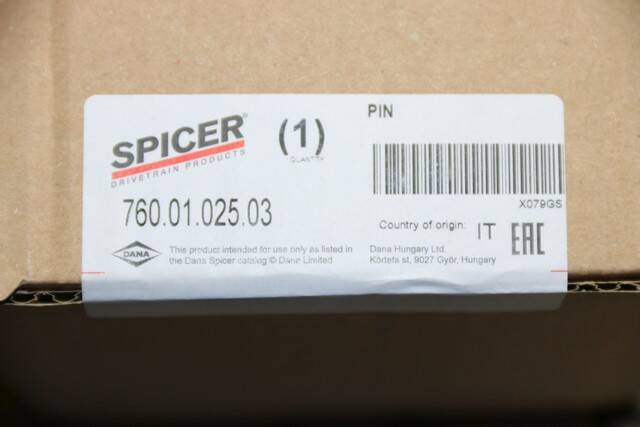 SPICER®
DRIVETRAIN PRODUCTS
(1)
QUANTITY
PIN
760.01.025.03
X079GS
Country of origin: IT
EAC
DANA
This product intended for use only as listed in
the Dana Spicer catalog © Dana Limited
Dana Hungary Ltd.
Körtefa st, 9027 Győr, Hungary